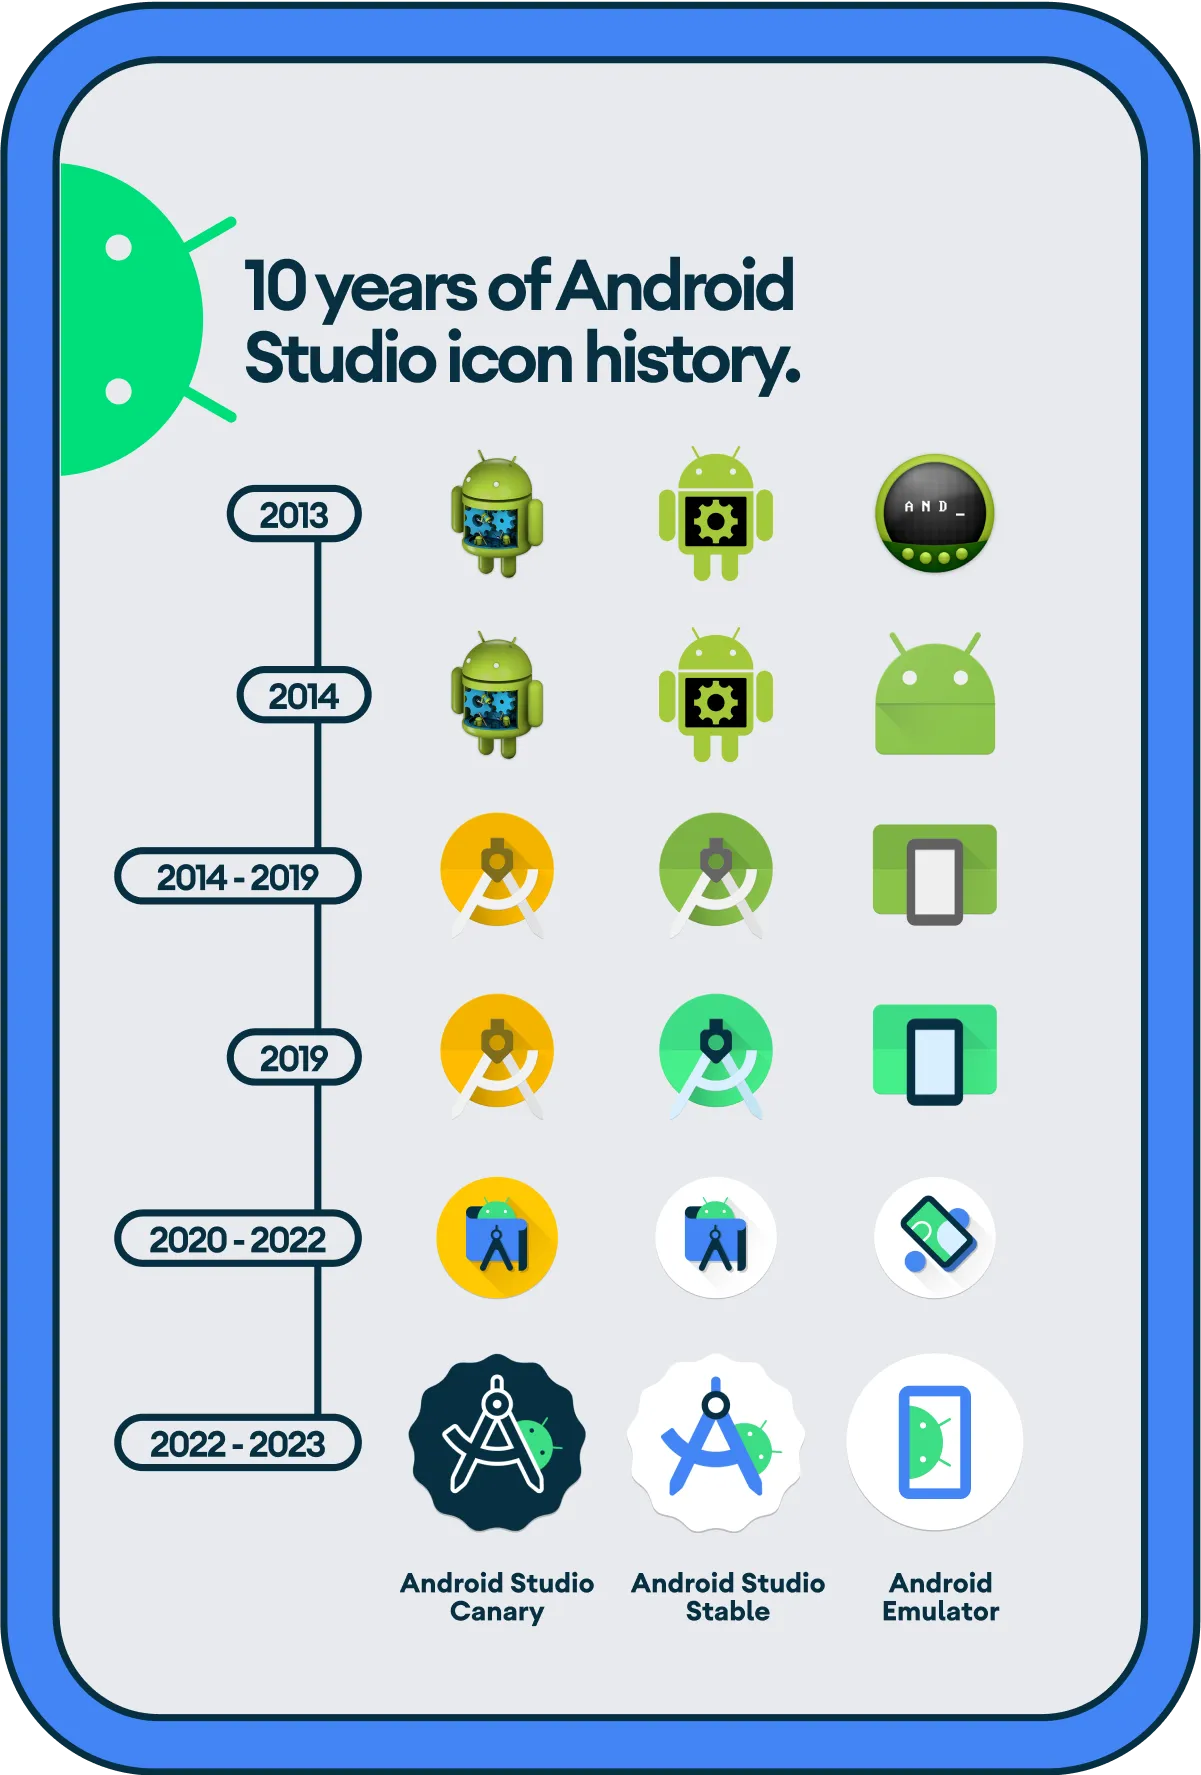 10 years of Android
Studio icon history.
2013
AND_
2014
2014 - 2019
2019
2020 - 2022
2022 - 2023
Android Studio
Canary
Android Studio
Stable
Android
Emulator